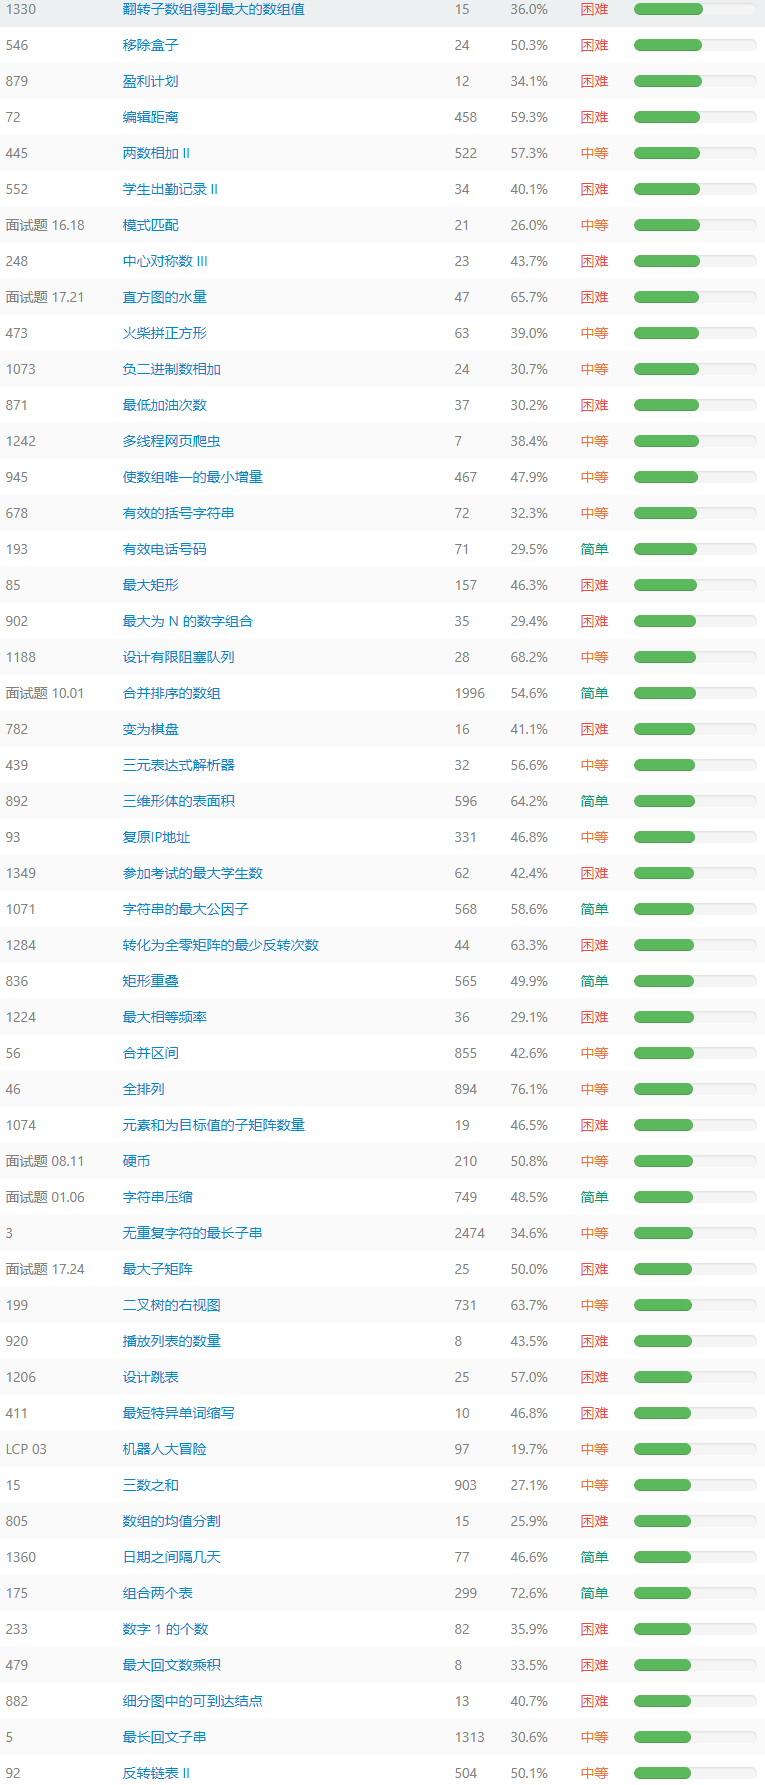 1330 翻转子数组得到最大的数组值 15 36.0% 困难
546 移除盒子 24 50.3% 困难
879 盈利计划 12 34.1% 困难
72 编辑距离 458 59.3% 困难
445 两数相加 II 522 57.3% 中等
552 学生出勤记录 II 34 40.1% 困难
面试题 16.18 模式匹配 21 26.0% 中等
248 中心对称数 III 23 43.7% 困难
面试题 17.21 直方图的水量 47 65.7% 困难
473 火柴拼正方形 63 39.0% 中等
1073 负二进制数相加 24 30.7% 中等
871 最低加油次数 37 30.2% 困难
1242 多线程网页爬虫 7 38.4% 中等
945 使数组唯一的最小增量 467 47.9% 中等
678 有效的括号字符串 72 32.3% 中等
193 有效电话号码 71 29.5% 简单
85 最大矩形 157 46.3% 困难
902 最大为 N 的数字组合 35 29.4% 困难
1188 设计有限阻塞队列 28 68.2% 中等
面试题 10.01 合并排序的数组 1996 54.6% 简单
782 变为棋盘 16 41.1% 困难
439 三元表达式解析器 32 56.6% 中等
892 三维形体的表面积 596 64.2% 简单
93 复原IP地址 331 46.8% 中等
1349 参加考试的最大学生数 62 42.4% 困难
1071 字符串的最大公因子 568 58.6% 简单
1284 转化为全零矩阵的最少反转次数 44 63.3% 困难
836 矩形重叠 565 49.9% 简单
1224 最大相等频率 36 29.1% 困难
56 合并区间 855 42.6% 中等
46 全排列 894 76.1% 中等
1074 元素和为目标值的子矩阵数量 19 46.5% 困难
面试题 08.11 硬币 210 50.8% 中等
面试题 01.06 字符串压缩 749 48.5% 简单
3 无重复字符的最长子串 2474 34.6% 中等
面试题 17.24 最大子矩阵 25 50.0% 困难
199 二叉树的右视图 731 63.7% 中等
920 播放列表的数量 8 43.5% 困难
1206 设计跳表 25 57.0% 困难
411 最短特异单词缩写 10 46.8% 困难
LCP 03 机器人大冒险 97 19.7% 中等
15 三数之和 903 27.1% 中等
805 数组的均值分割 15 25.9% 困难
1360 日期之间隔几天 77 46.6% 简单
175 组合两个表 299 72.6% 简单
233 数字 1 的个数 82 35.9% 困难
479 最大回文数乘积 8 33.5% 困难
882 细分图中的可到达结点 13 40.7% 困难
5 最长回文子串 1313 30.6% 中等
92 反转链表 II 504 50.1% 中等